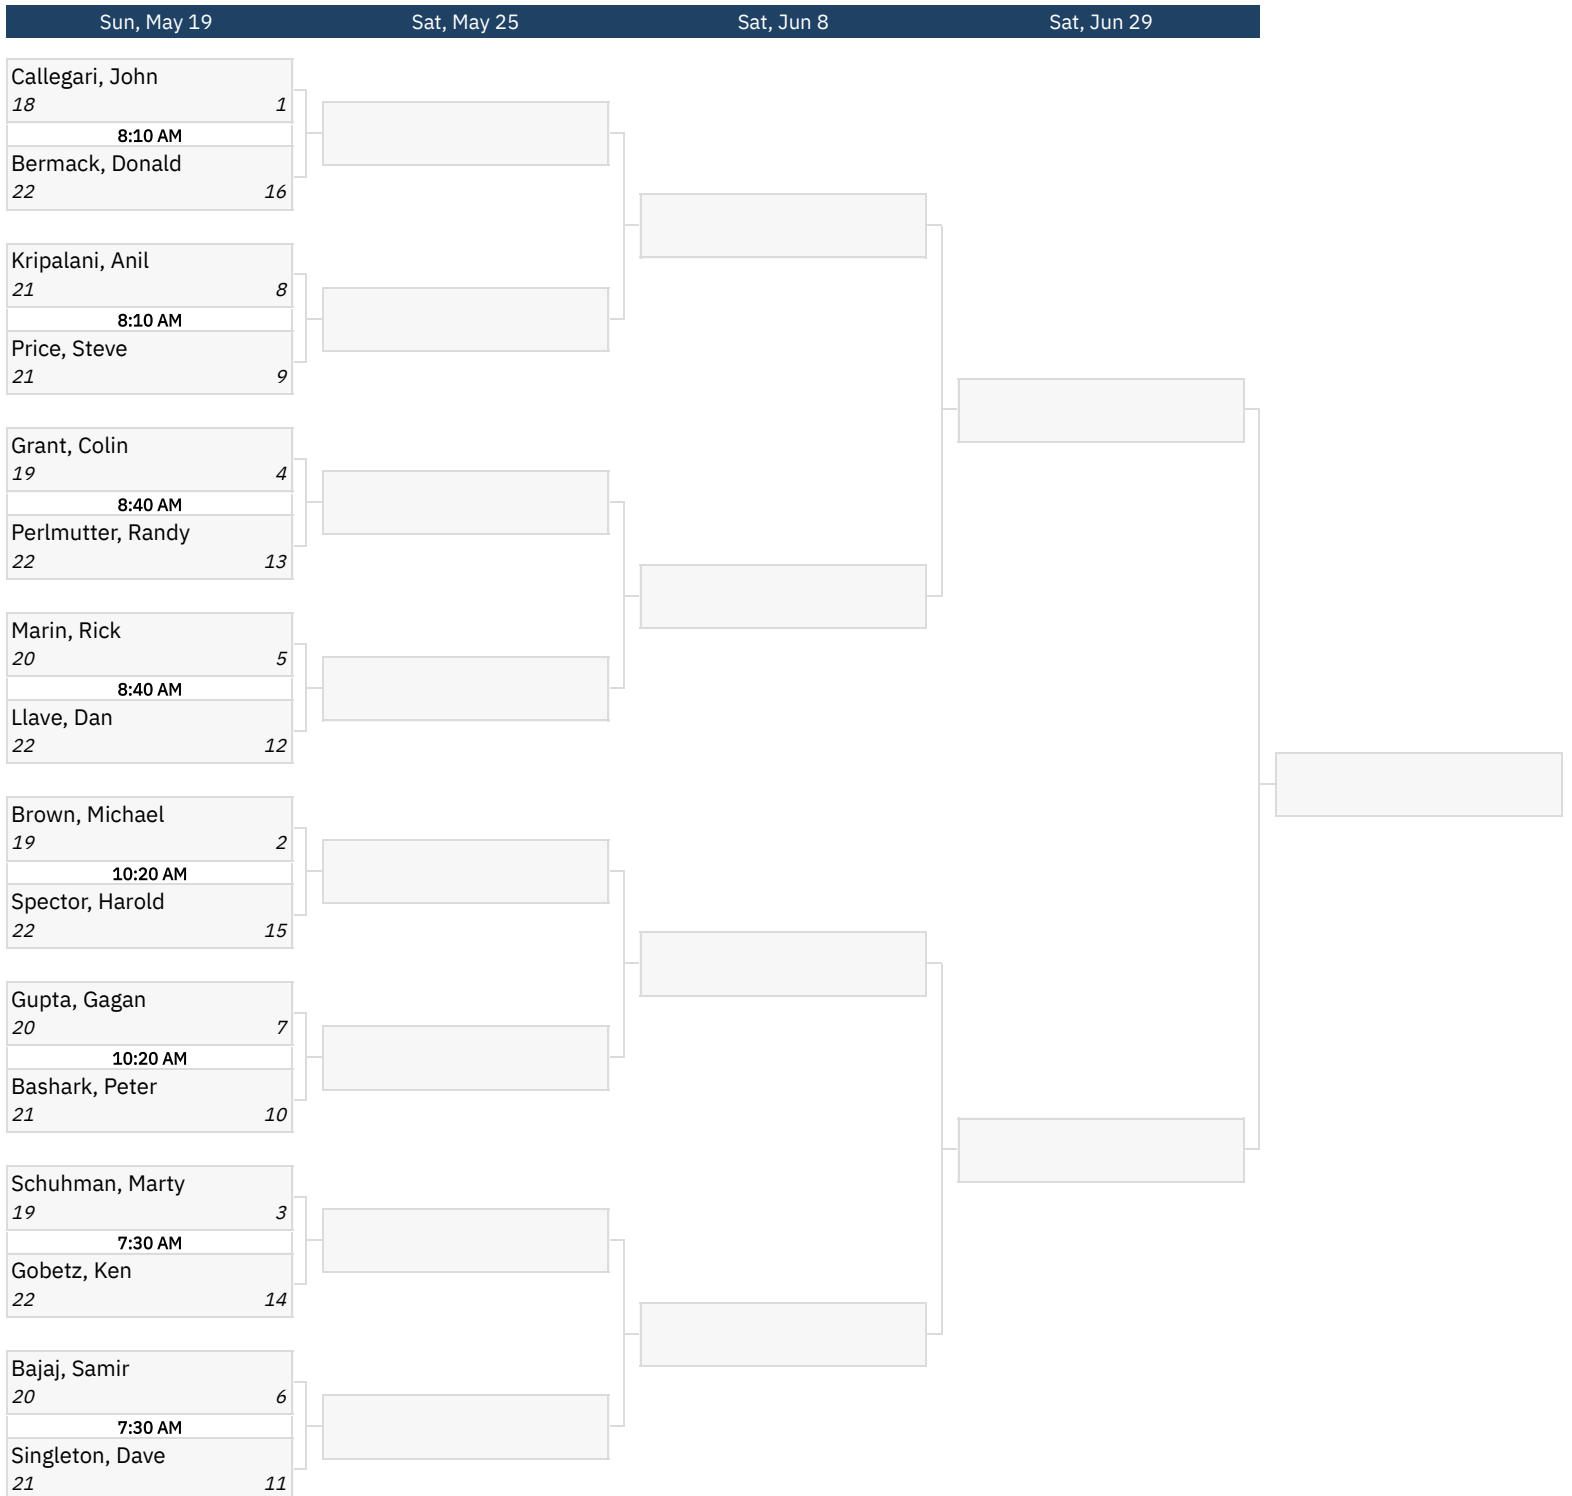 Sun, May 19 Sat, May 25 Sat, Jun 8 Sat, Jun 29
Callegari, John
18 1
8:10 AM
Bermack, Donald
22 16
Kripalani, Anil
21 8
8:10 AM
Price, Steve
21 9
Grant, Colin
19 4
8:40 AM
Perlmutter, Randy
22 13
Marin, Rick
20 5
8:40 AM
Llave, Dan
22 12
Brown, Michael
19 2
10:20 AM
Spector, Harold
22 15
Gupta, Gagan
20 7
10:20 AM
Bashark, Peter
21 10
Schuhman, Marty
19 3
7:30 AM
Gobetz, Ken
22 14
Bajaj, Samir
20 6
7:30 AM
Singleton, Dave
21 11